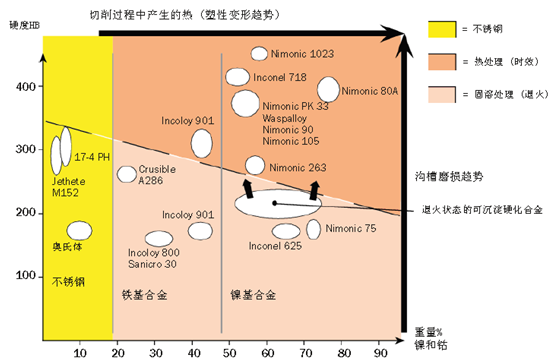 切削过程中产生的热 (塑性变形趋势)
硬度HB
= 不锈钢
= 热处理 (时效)
= 固溶处理 (退火)
400
300
200
100
Nimonic 1023
Inconel 718
Nimonic 80A
Nimonic PK 33
Waspalloy
Nimonic 90
Nimonic 105
Incoloy 901
17-4 PH
Jethete
M152
Crusible
A286
Nimonic 263
沟槽磨损趋势
退火状态的可沉淀硬化合金
奥氏体
Incoloy 901
Incoloy 800
Sanicro 30
Inconel 625
Nimonic 75
不锈钢
铁基合金
镍基合金
10 20 30 40 50 60 70 80 90
重量%
镍和钴